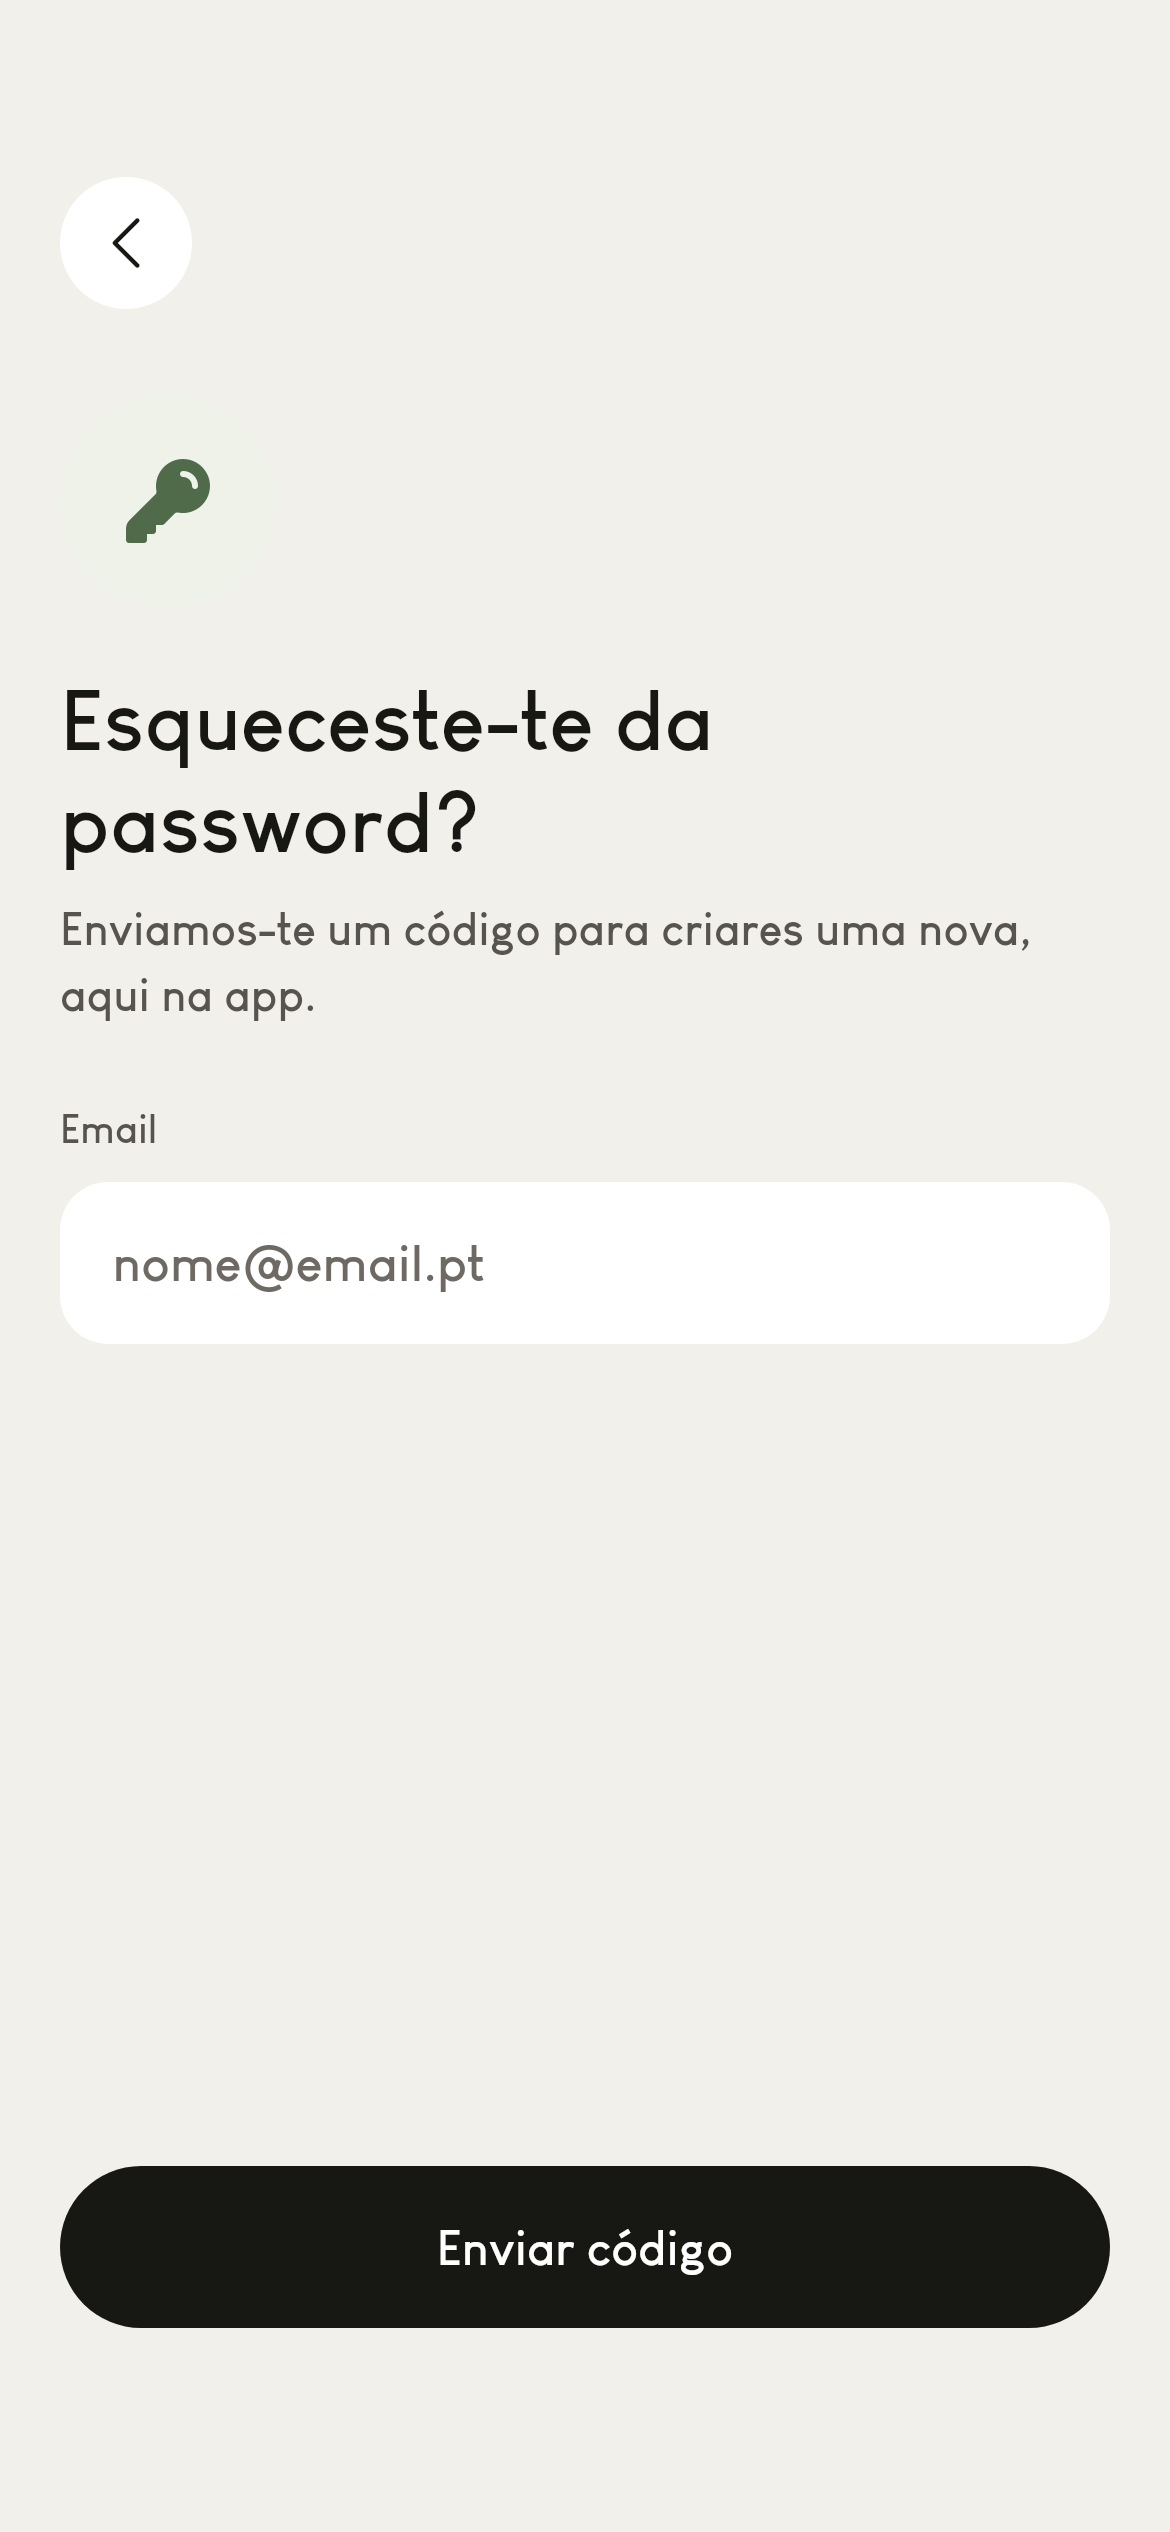 Esqueceste-te da
password?
Enviamos-te um código para criares uma nova,
aqui na app.
Email
nome@email.pt
Enviar código